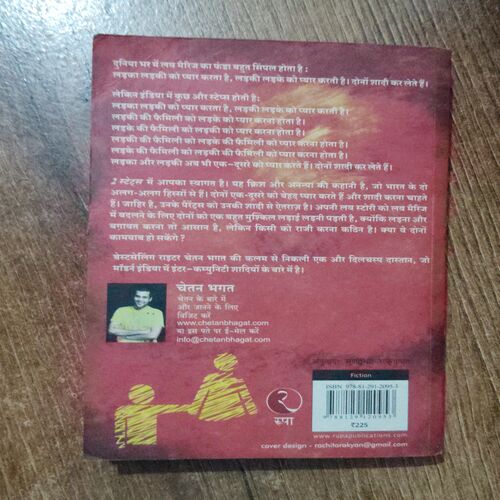 दुनिया भर में लव मैरिज का फंडा बहुत सिंपल होता है :
लड़का लड़की को प्यार करता है, लड़की लड़के को प्यार करती है। दोनों शादी कर लेते हैं।
लेकिन इंडिया में कुछ और स्टेप्स होती है:
लड़का लड़की को प्यार करता है, लड़की लड़के को प्यार करती है।
लड़की की फैमिली को लड़के को प्यार करना होता है।
लड़के की फैमिली को लड़की को प्यार करना होता है।
लड़की की फैमिली को लड़के की फैमिली को प्यार करना होता है।
लड़के की फैमिली को लड़की की फैमिली को प्यार करना होता है।
लड़का और लड़की अब भी एक-दूसरे को प्यार करते हैं। दोनों शादी कर लेते हैं।
2 स्टेट्स में आपका स्वागत है। यह क्रिश और अनन्या की कहानी है, जो भारत के दो
अलग-अलग हिस्सों से हैं। दोनों एक-दूसरे को बेहद प्यार करते हैं और शादी करना चाहते
हैं। जाहिर है, उनके पेरेंट्स को उनकी शादी से ऐतराज़ है। अपनी लव स्टोरी को लव मैरिज
में बदलने के लिए दोनों को एक बहुत मुश्किल लड़ाई लड़नी पड़ती है, क्योंकि लड़ना और
बग़ावत करना तो आसान है, लेकिन किसी को राजी करना कठिन है। क्या वे दोनों
कामयाब हो सकेंगे ?
बेस्टसेलिंग राइटर चेतन भगत की कलम से निकली एक और दिलचस्प दास्तान, जो
मॉडर्न इंडिया में इंटर-कम्युनिटी शादियों के बारे में है।
चेतन भगत
चेतन के बारे में
और जानने के लिए
विज़िट करें
www.chetanbhagat.com
या इस पते पर ई-मेल करें
info@chetanbhagat.com
Fiction
ISBN 978-81-291-2095-3
9 788129 120953
₹225
रूपा
www.rupapublications.com
cover design - rachitarakyan@gmail.com